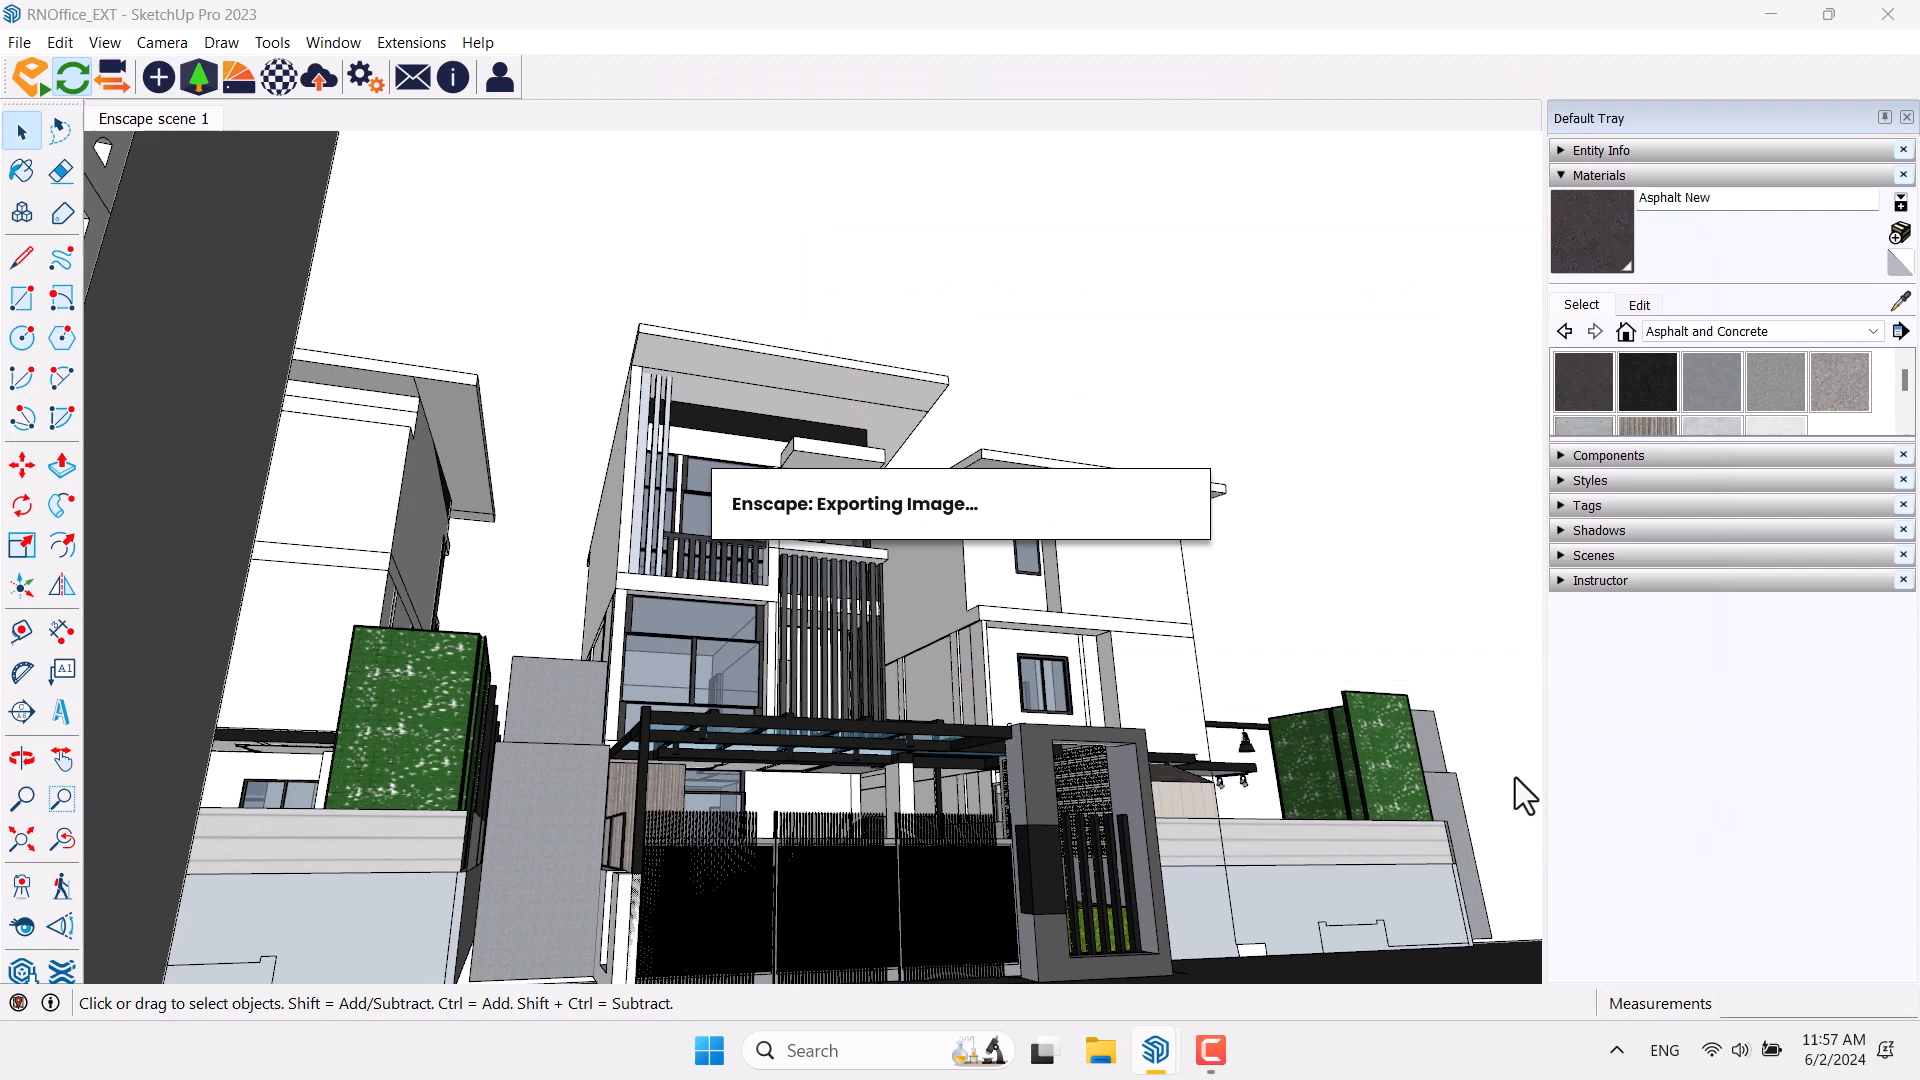 RNOffice_EXT - SketchUp Pro 2023
File Edit View Camera Draw Tools Window Extensions Help
Enscape scene 1
Default Tray
Entity Info
Materials
Asphalt New
Select Edit
Asphalt and Concrete
Components
Styles
Tags
Shadows
Scenes
Instructor
Enscape: Exporting Image...
A1
Click or drag to select objects. Shift = Add/Subtract. Ctrl = Add. Shift + Ctrl = Subtract.
Measurements
Search
ENG
11:57 AM
6/2/2024